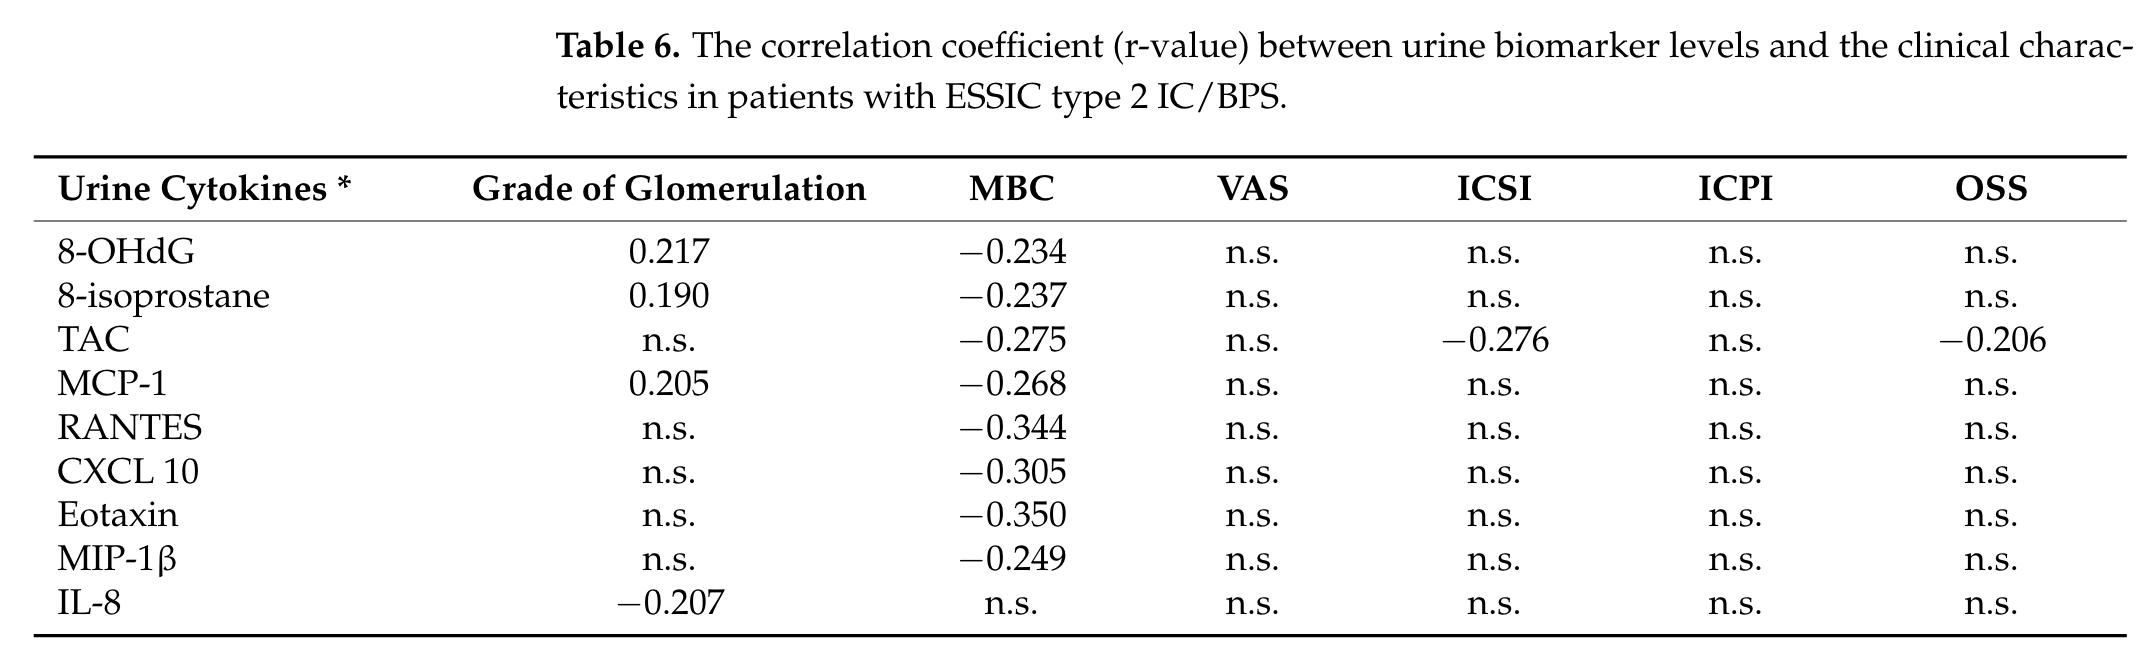 Table 6. The correlation coefficient (r-value) between urine biomarker levels and the clinical charac-
teristics in patients with ESSIC type 2 IC/BPS.
Urine Cytokines * Grade of Glomerulation MBC VAS ICSI ICPI OSS
8-OHdG 0.217 −0.234 n.s. n.s. n.s. n.s.
8-isoprostane 0.190 −0.237 n.s. n.s. n.s. n.s.
TAC n.s. −0.275 n.s. −0.276 n.s. −0.206
MCP-1 0.205 −0.268 n.s. n.s. n.s. n.s.
RANTES n.s. −0.344 n.s. n.s. n.s. n.s.
CXCL 10 n.s. −0.305 n.s. n.s. n.s. n.s.
Eotaxin n.s. −0.350 n.s. n.s. n.s. n.s.
MIP-1β n.s. −0.249 n.s. n.s. n.s. n.s.
IL-8 −0.207 n.s. n.s. n.s. n.s. n.s.